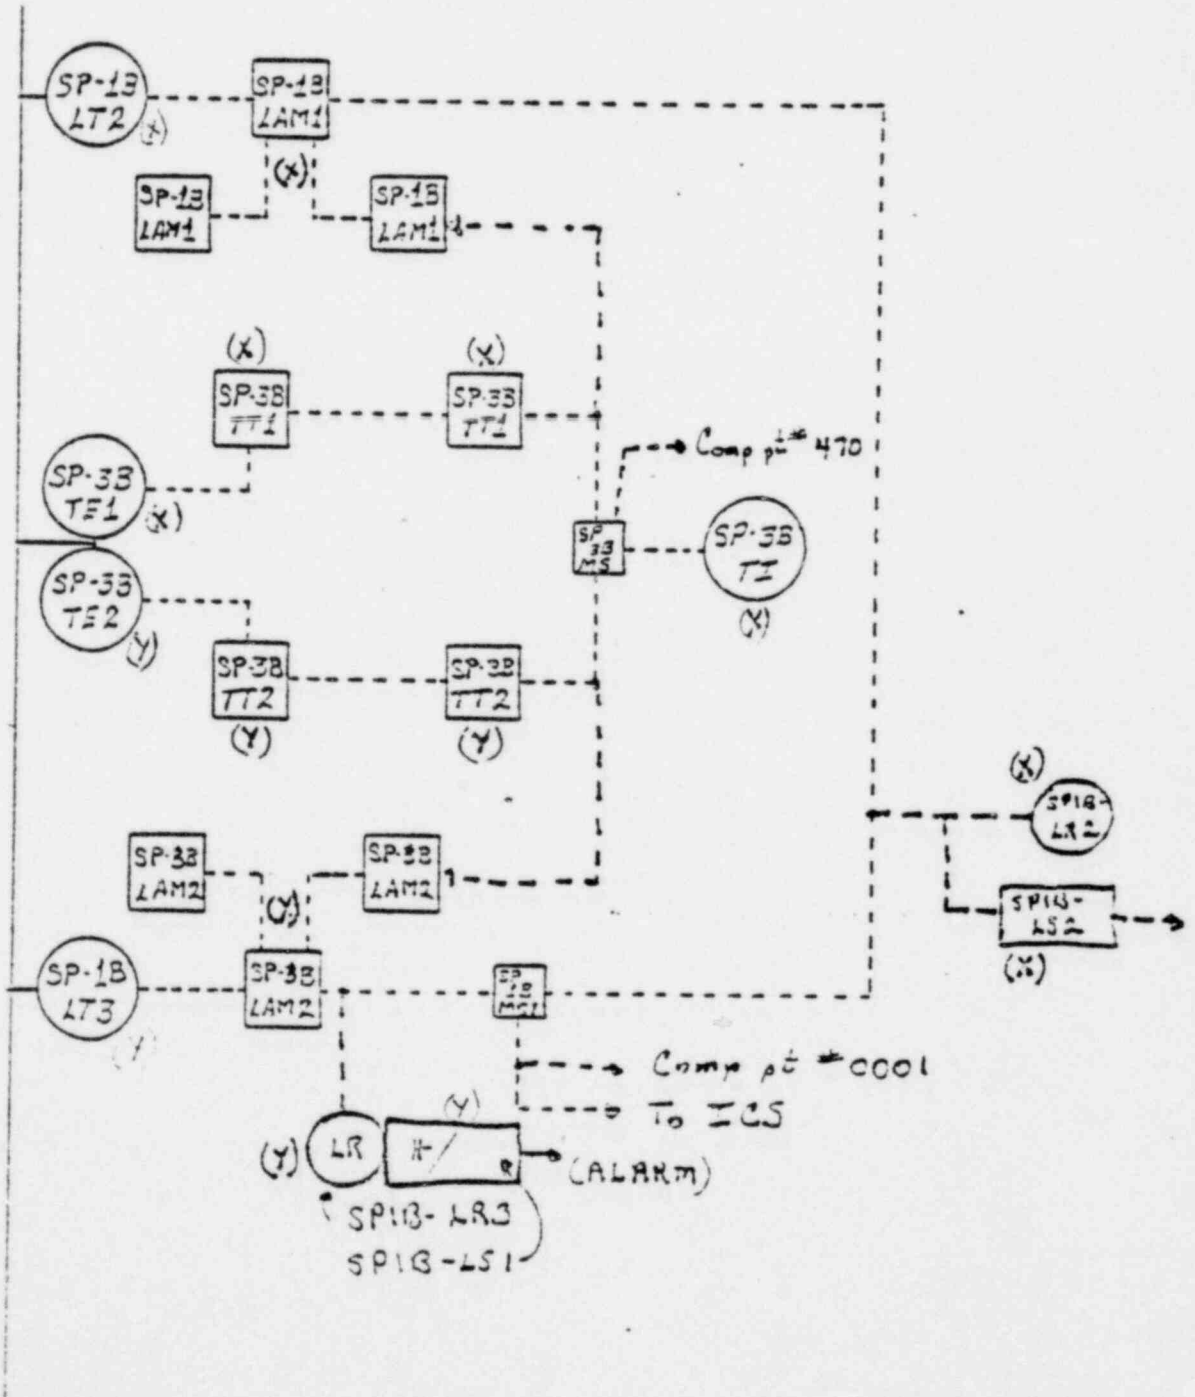 SP-1B
LT2
(X)
SP-1B
LAM1
(X)
SP-1B
LAM1
SP-1B
LAM1
(X)
SP-3B
TT1
(X)
SP-3B
TT1
Comp pt # 470
SP-3B
TE1
(X)
SP
3B
MS
SP-3B
TI
(X)
SP-3B
TE2
(Y)
SP-3B
TT2
(Y)
SP-3B
TT2
(Y)
(X)
SP1B-
LR2
SP-3B
LAM2
SP-3B
LAM2
(Y)
SP1B-
LS2
(X)
SP-1B
LT3
(Y)
SP-3B
LAM2
SP
Comp pt # 0001
To ICS
(Y)
(Y)
LR
H
(ALARM)
SP1B-LR3
SP1B-LS1